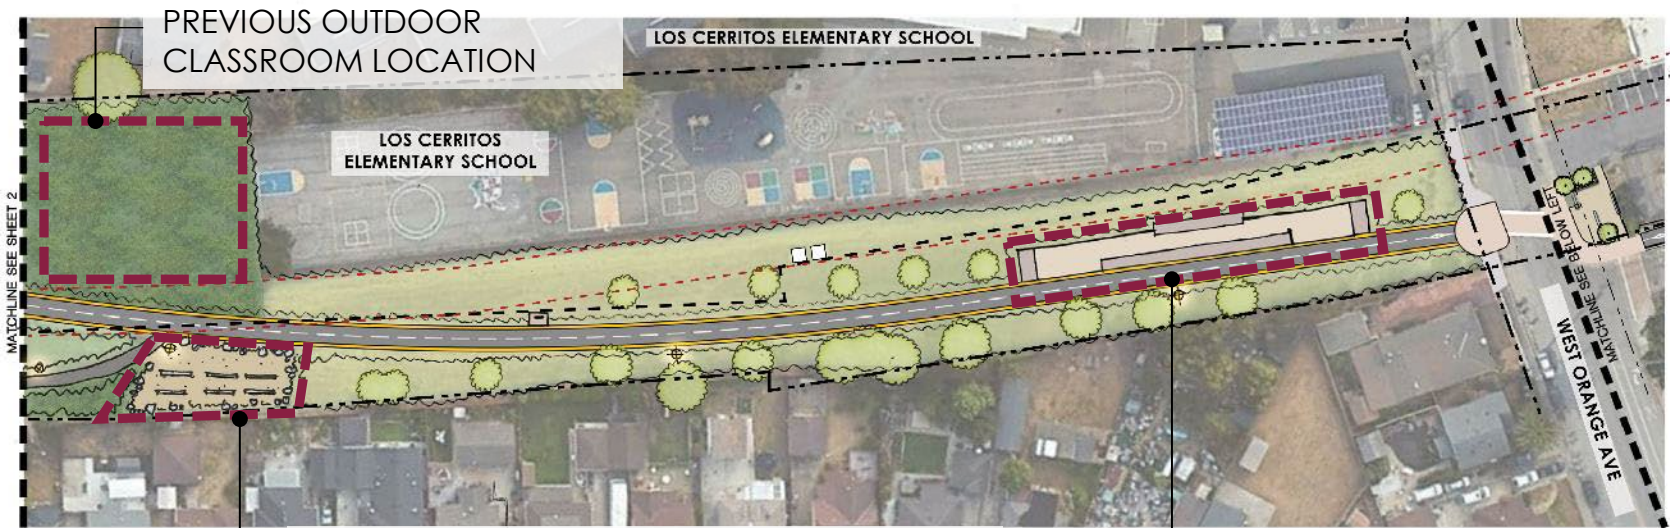 PREVIOUS OUTDOOR
CLASSROOM LOCATION
LOS CERRITOS ELEMENTARY SCHOOL
LOS CERRITOS
ELEMENTARY SCHOOL
MATCHLINE SEE SHEET 2
MATCHLINE SEE BELOW LEFT
WEST ORANGE AVE